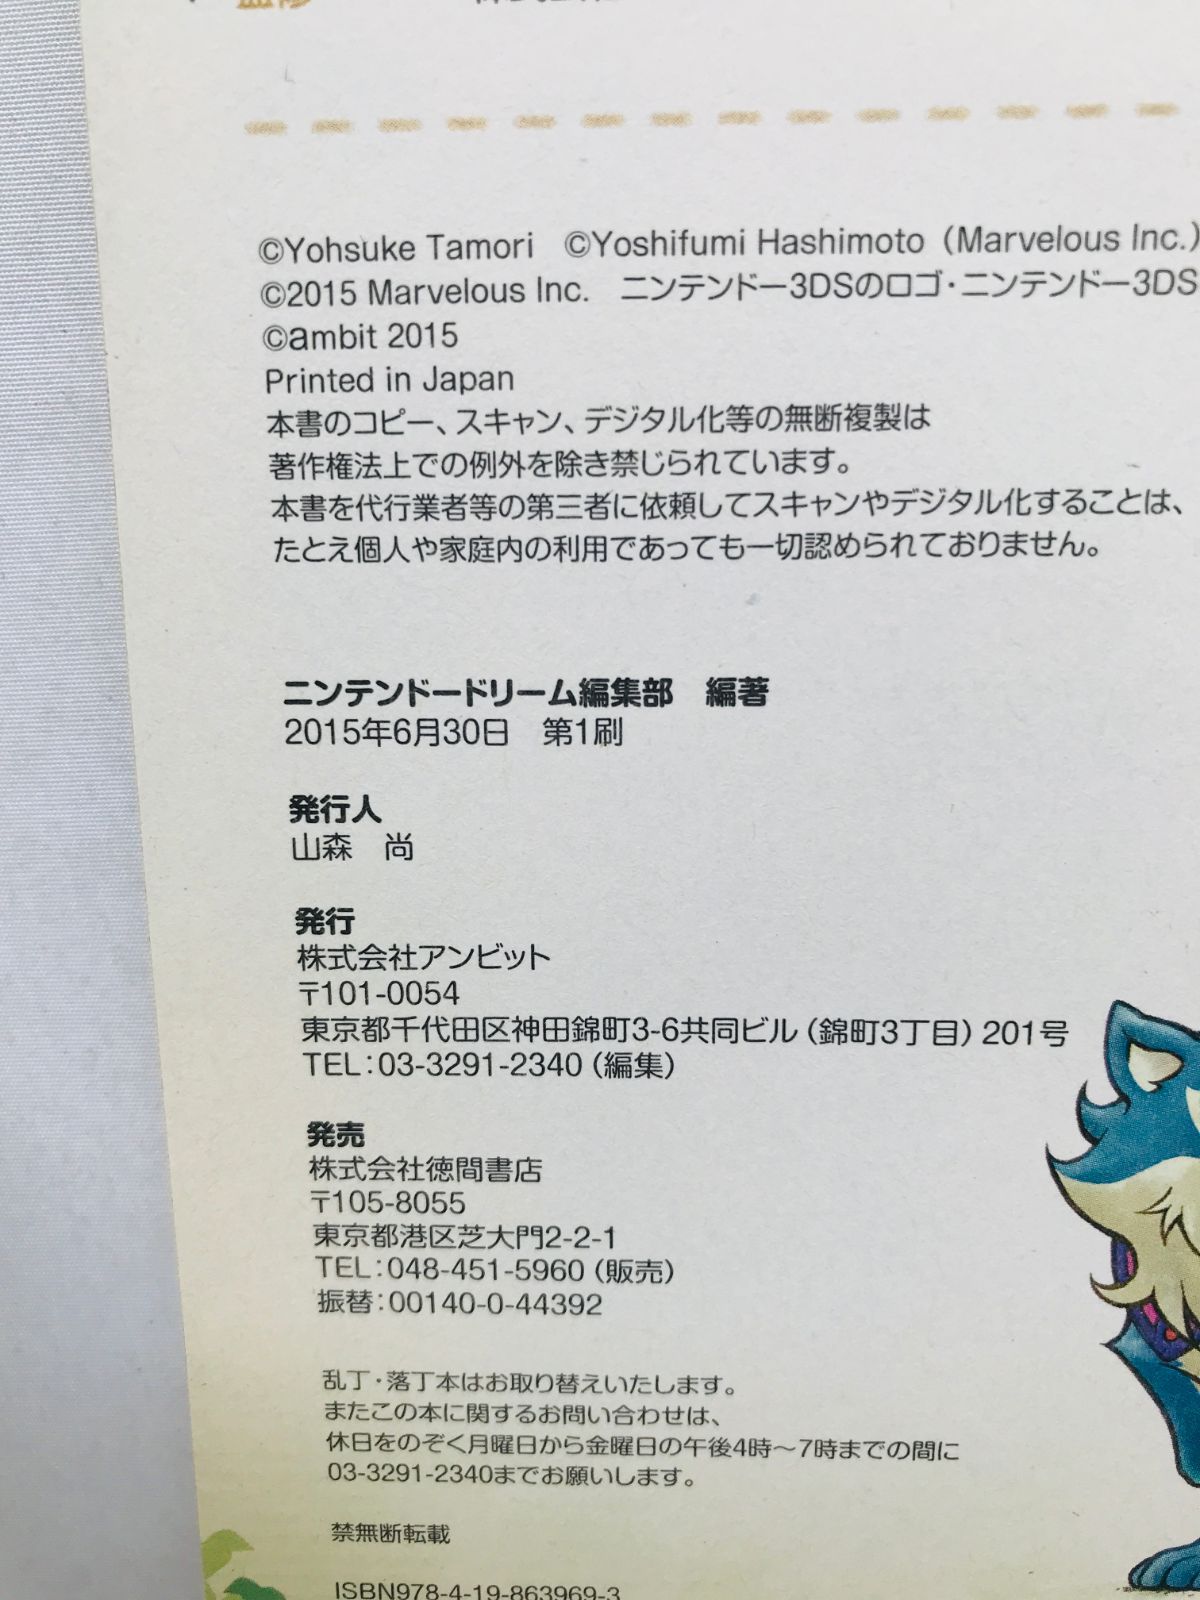 監修
©Yohsuke Tamori ©Yoshifumi Hashimoto (Marvelous Inc.)
©2015 Marvelous Inc. ニンテンドー3DSのロゴ・ニンテンドー3DS
©ambit 2015
Printed in Japan
本書のコピー、スキャン、デジタル化等の無断複製は
著作権法上での例外を除き禁じられています。
本書を代行業者等の第三者に依頼してスキャンやデジタル化することは、
たとえ個人や家庭内の利用であっても一切認められておりません。
ニンテンドードリーム編集部 編著
2015年6月30日 第1刷
発行人
山森 尚
発行
株式会社アンビット
〒101-0054
東京都千代田区神田錦町3-6共同ビル(錦町3丁目)201号
TEL:03-3291-2340(編集)
発売
株式会社徳間書店
〒105-8055
東京都港区芝大門2-2-1
TEL:048-451-5960(販売)
振替:00140-0-44392
乱丁・落丁本はお取り替えいたします。
またこの本に関するお問い合わせは、
休日をのぞく月曜日から金曜日の午後4時～7時までの間に
03-3291-2340までお願いします。
禁無断転載
ISBN978-4-19-863969-3